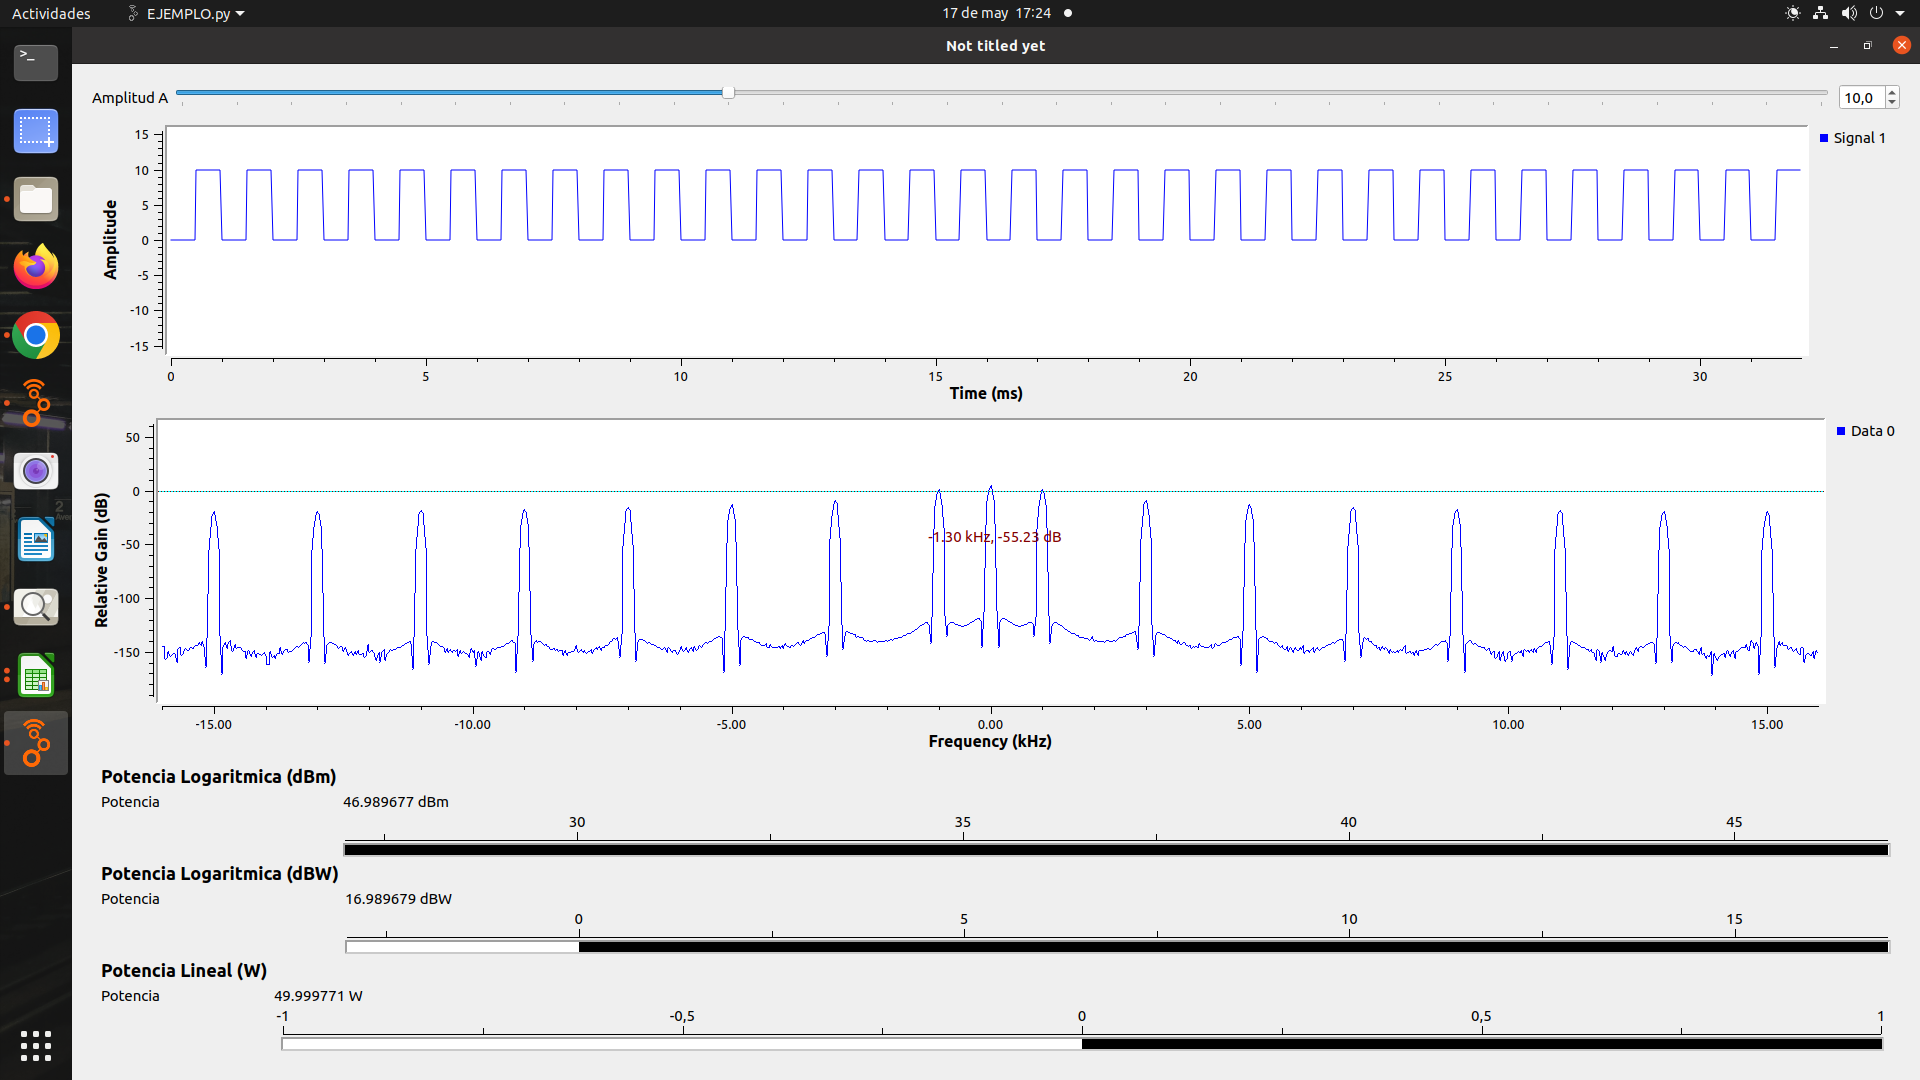 Actividades EJEMPLO.py 17 de may 17:24
Not titled yet
Amplitud A 10,0
Signal 1
15
10
5
0
-5
-10
-15
Amplitude
0 5 10 15 20 25 30
Time (ms)
Data 0
50
0
-50
-100
-150
Relative Gain (dB)
-1.30 kHz, -55.23 dB
-15.00 -10.00 -5.00 0.00 5.00 10.00 15.00
Frequency (kHz)
Potencia Logaritmica (dBm)
Potencia 46.989677 dBm
30 35 40 45
Potencia Logaritmica (dBW)
Potencia 16.989679 dBW
0 5 10 15
Potencia Lineal (W)
Potencia 49.999771 W
-1 -0,5 0 0,5 1